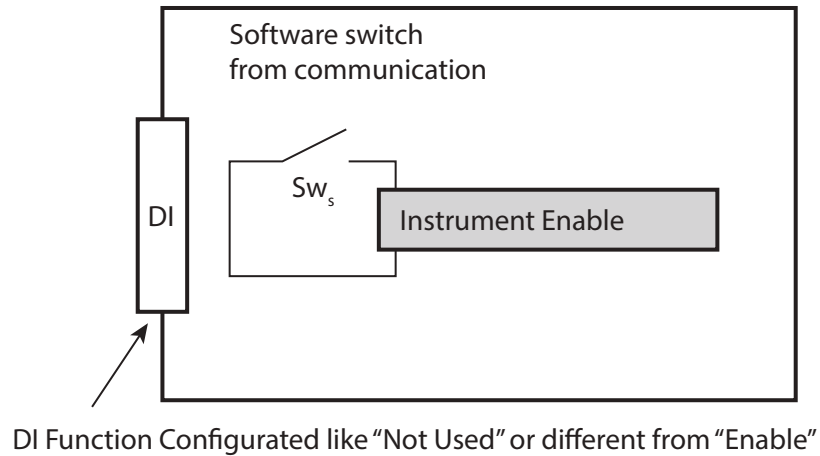 Software switch
from communication
Sws
DI
Instrument Enable
DI Function Configurated like “Not Used” or different from “Enable”